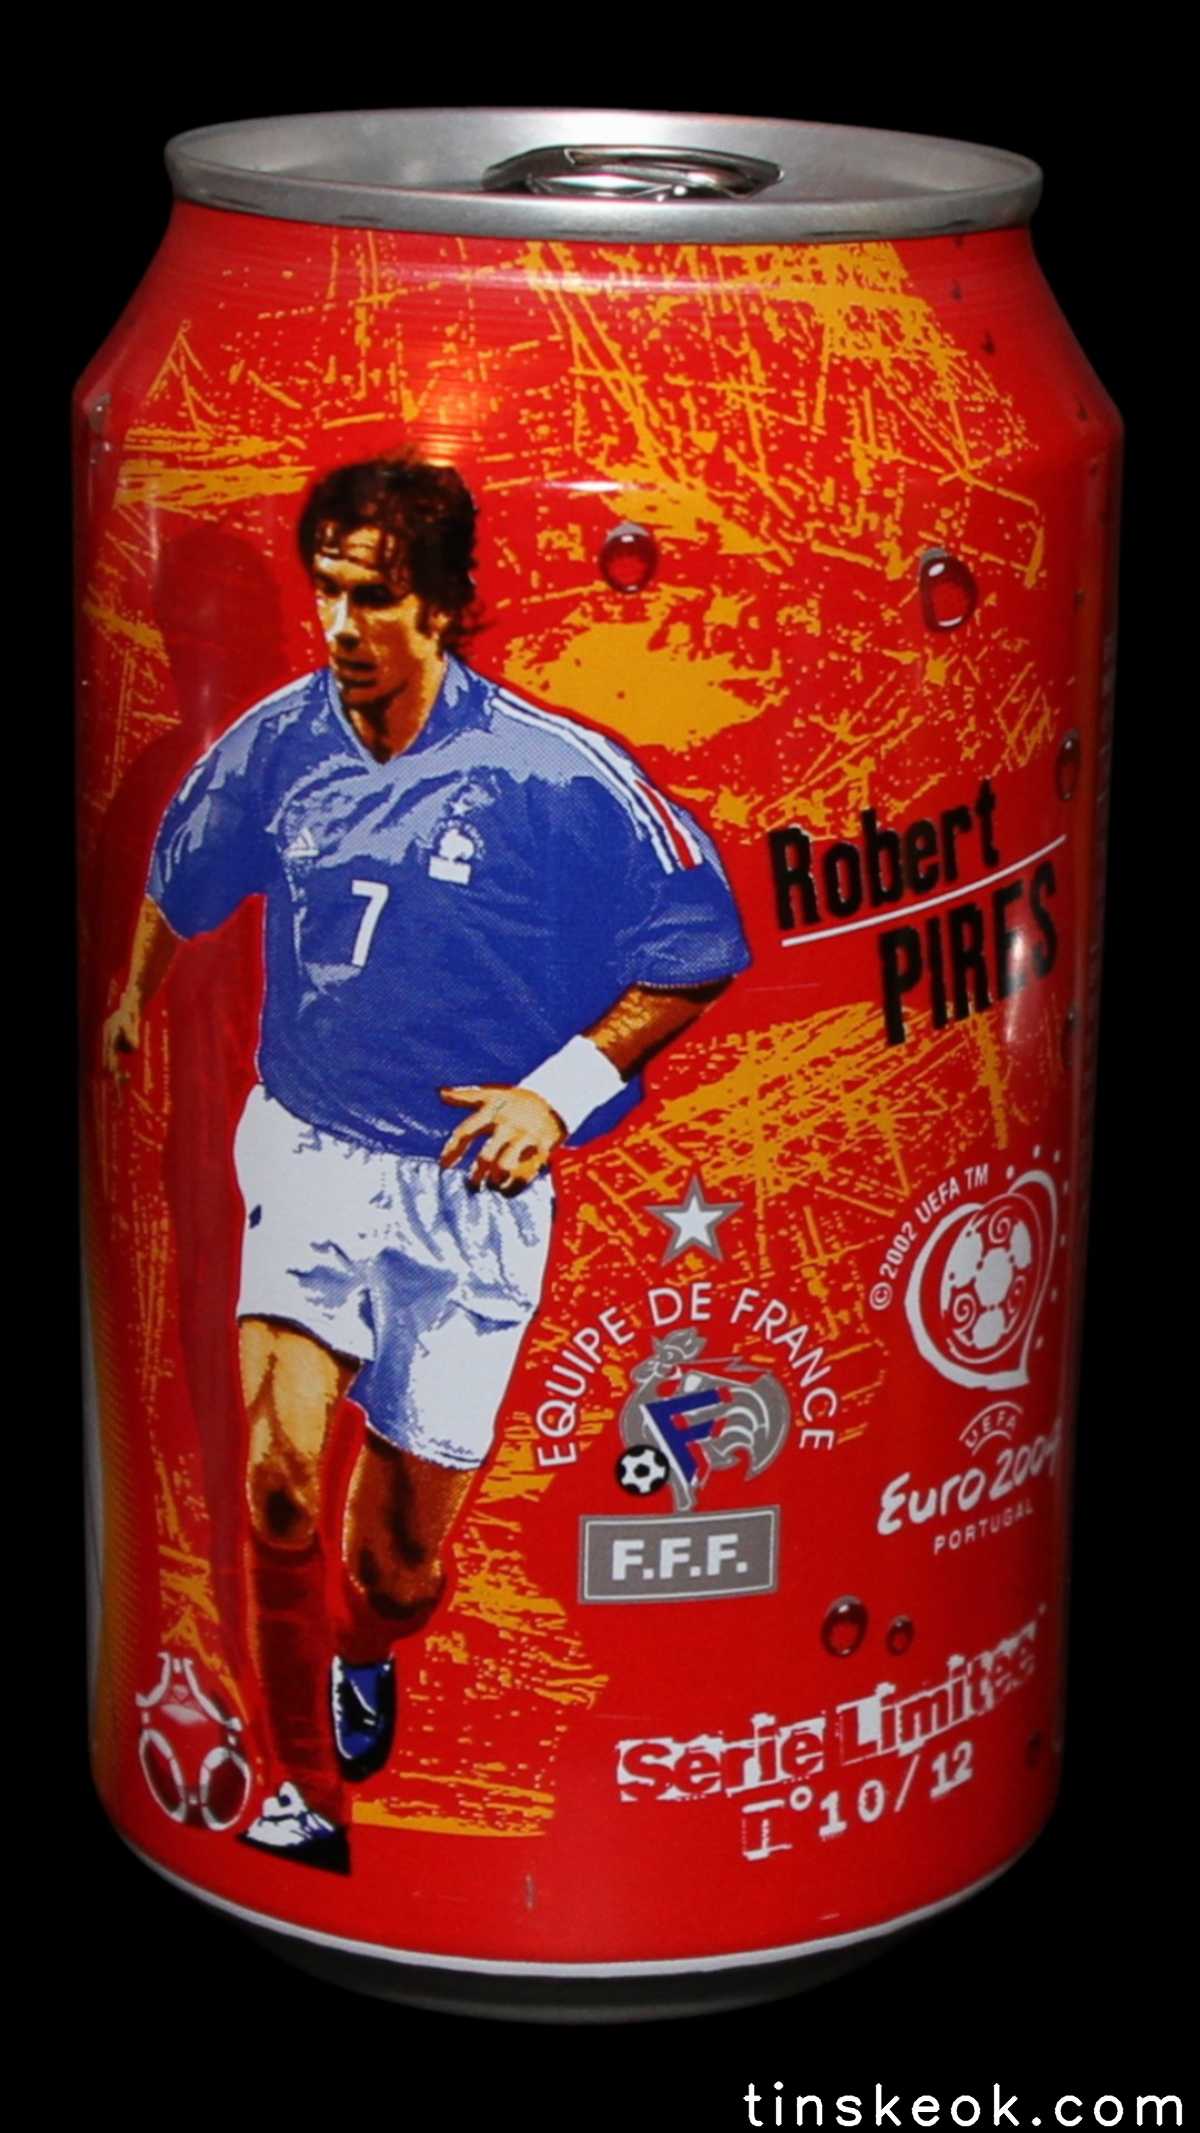 7
Robert
PIRES
© 2002 UEFA TM
EQUIPE DE FRANCE
F
F.F.F.
UEFA
Euro2004
PORTUGAL
Serie Limitee
n°10/12
tinskeok.com